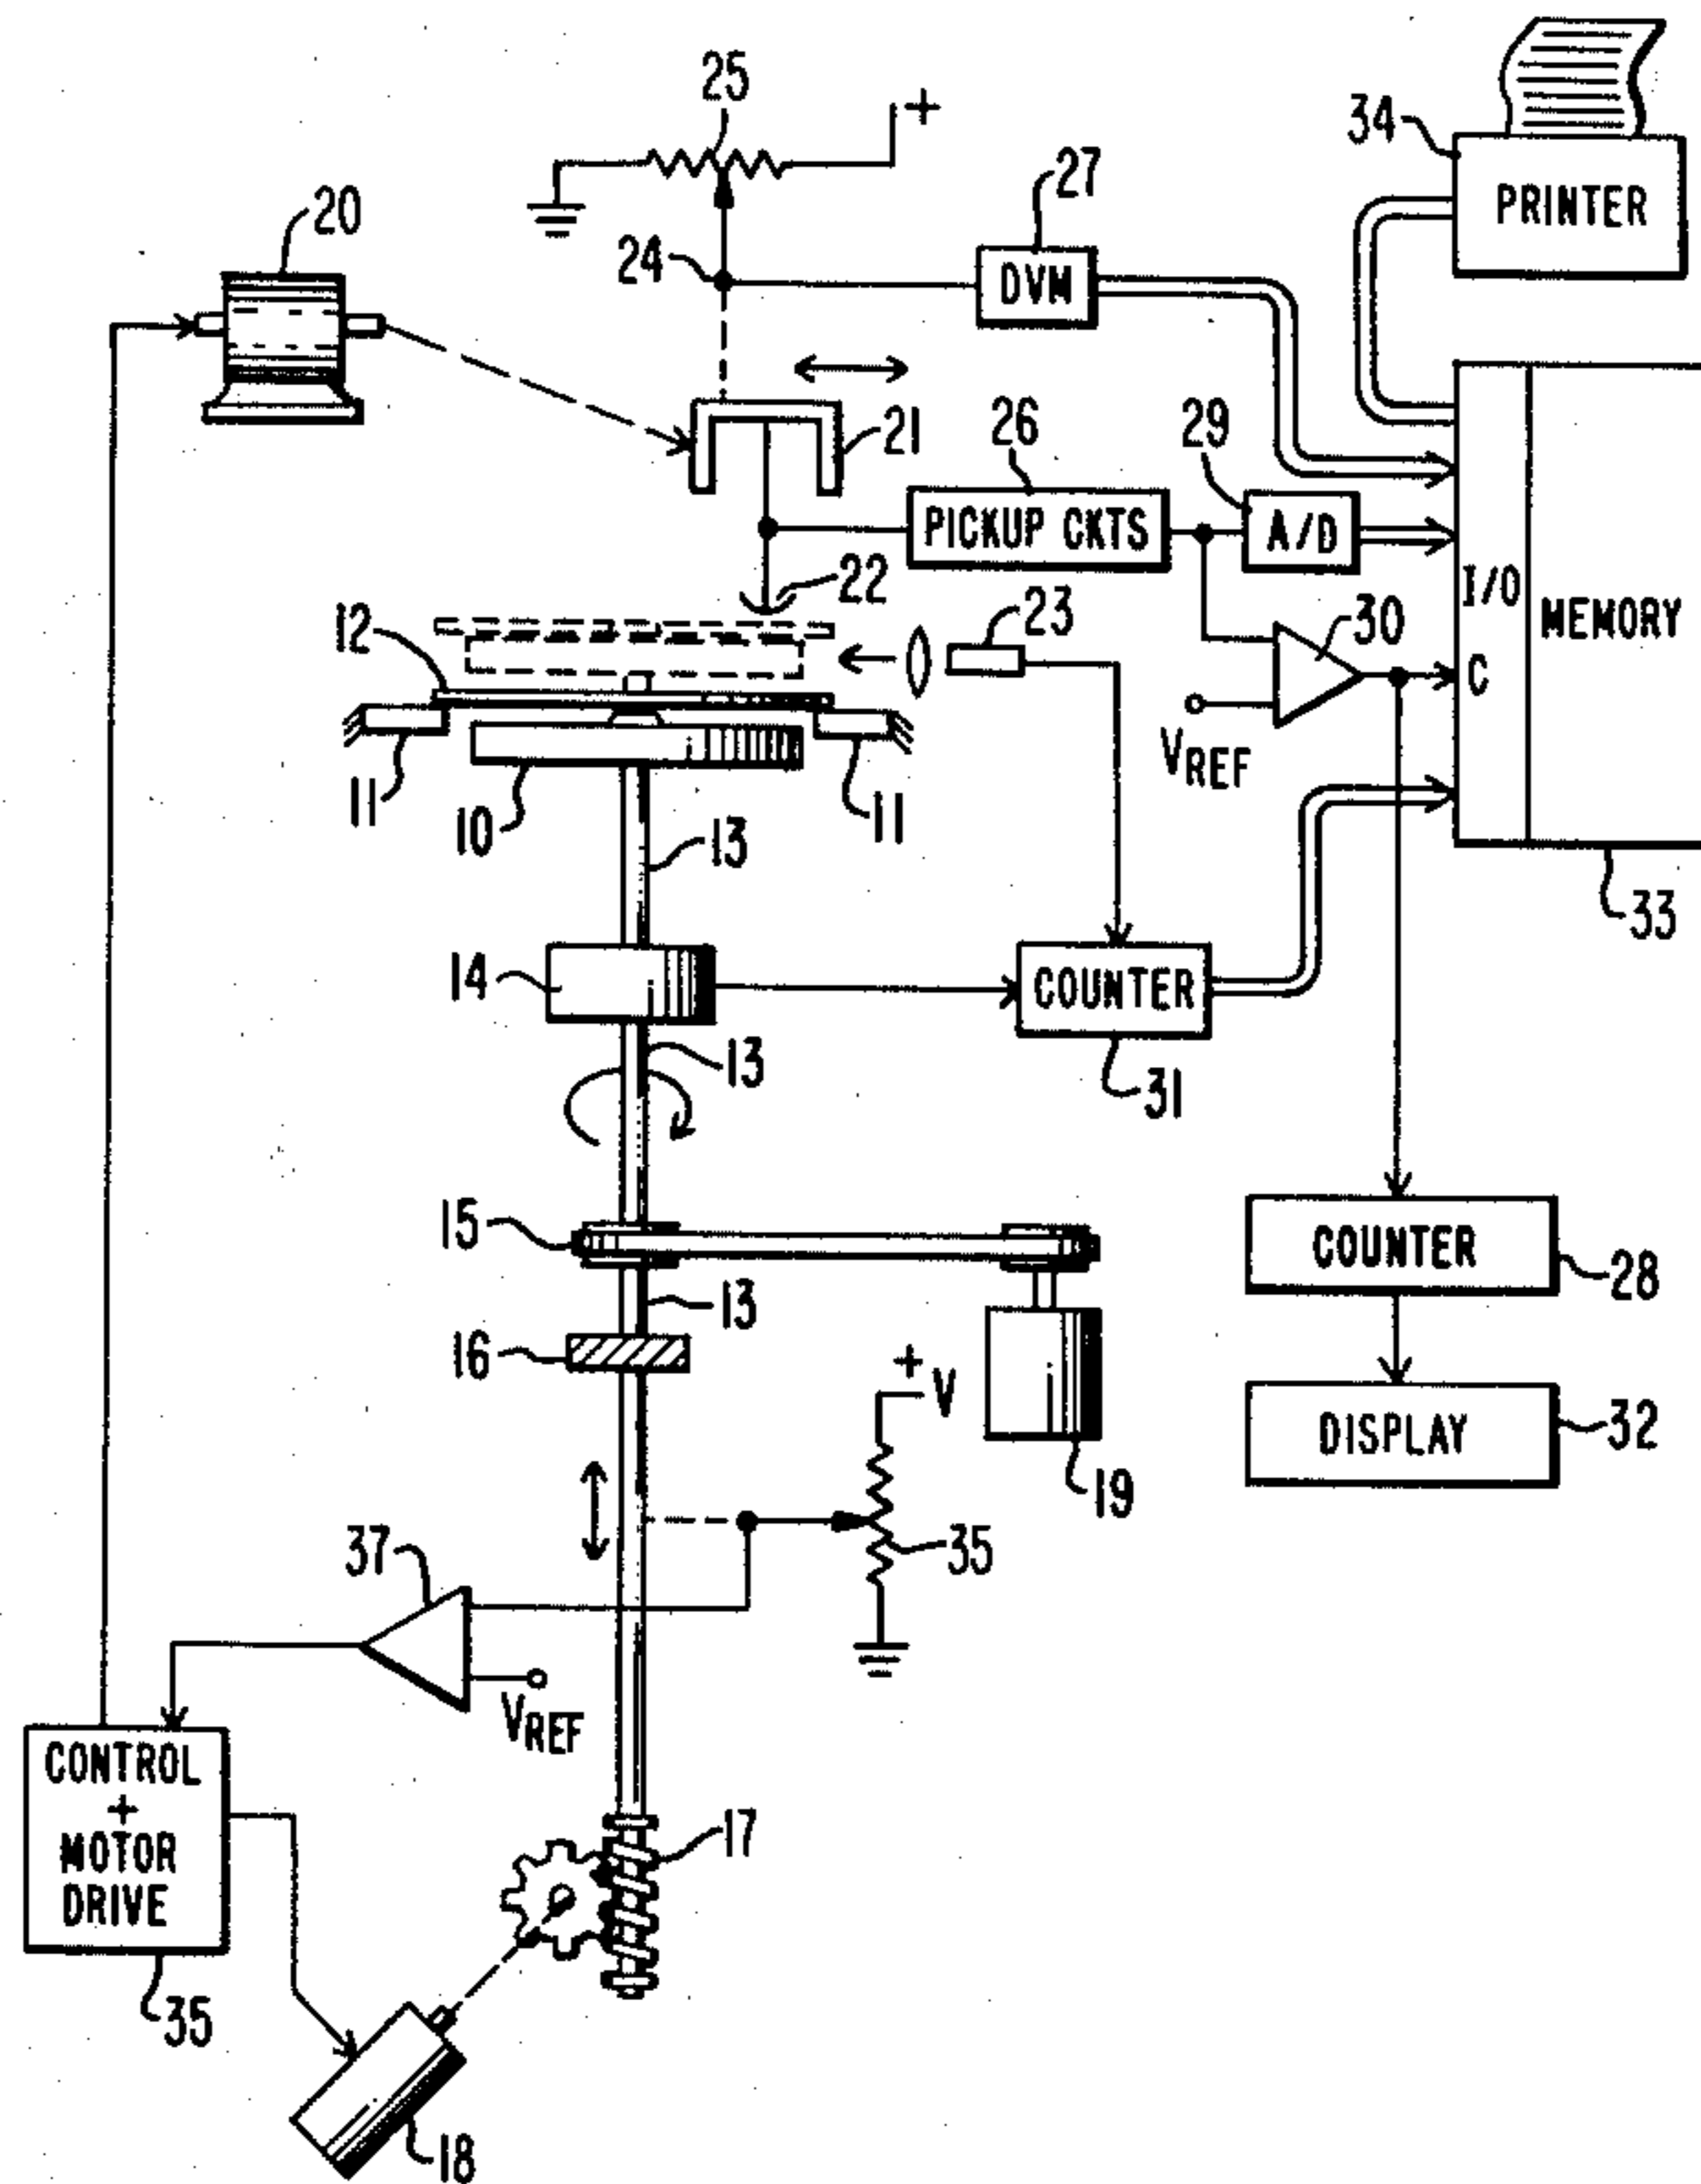 25
+
34
27
PRINTER
20
24
DVM
21
26
29
PICKUP CKTS
A/D
22
23
30
12
I/O
MEMORY
C
VREF
11
10
11
13
33
14
COUNTER
13
31
15
COUNTER
28
13
16
+
V
DISPLAY
32
19
37
35
VREF
CONTROL
+
MOTOR
DRIVE
17
35
18